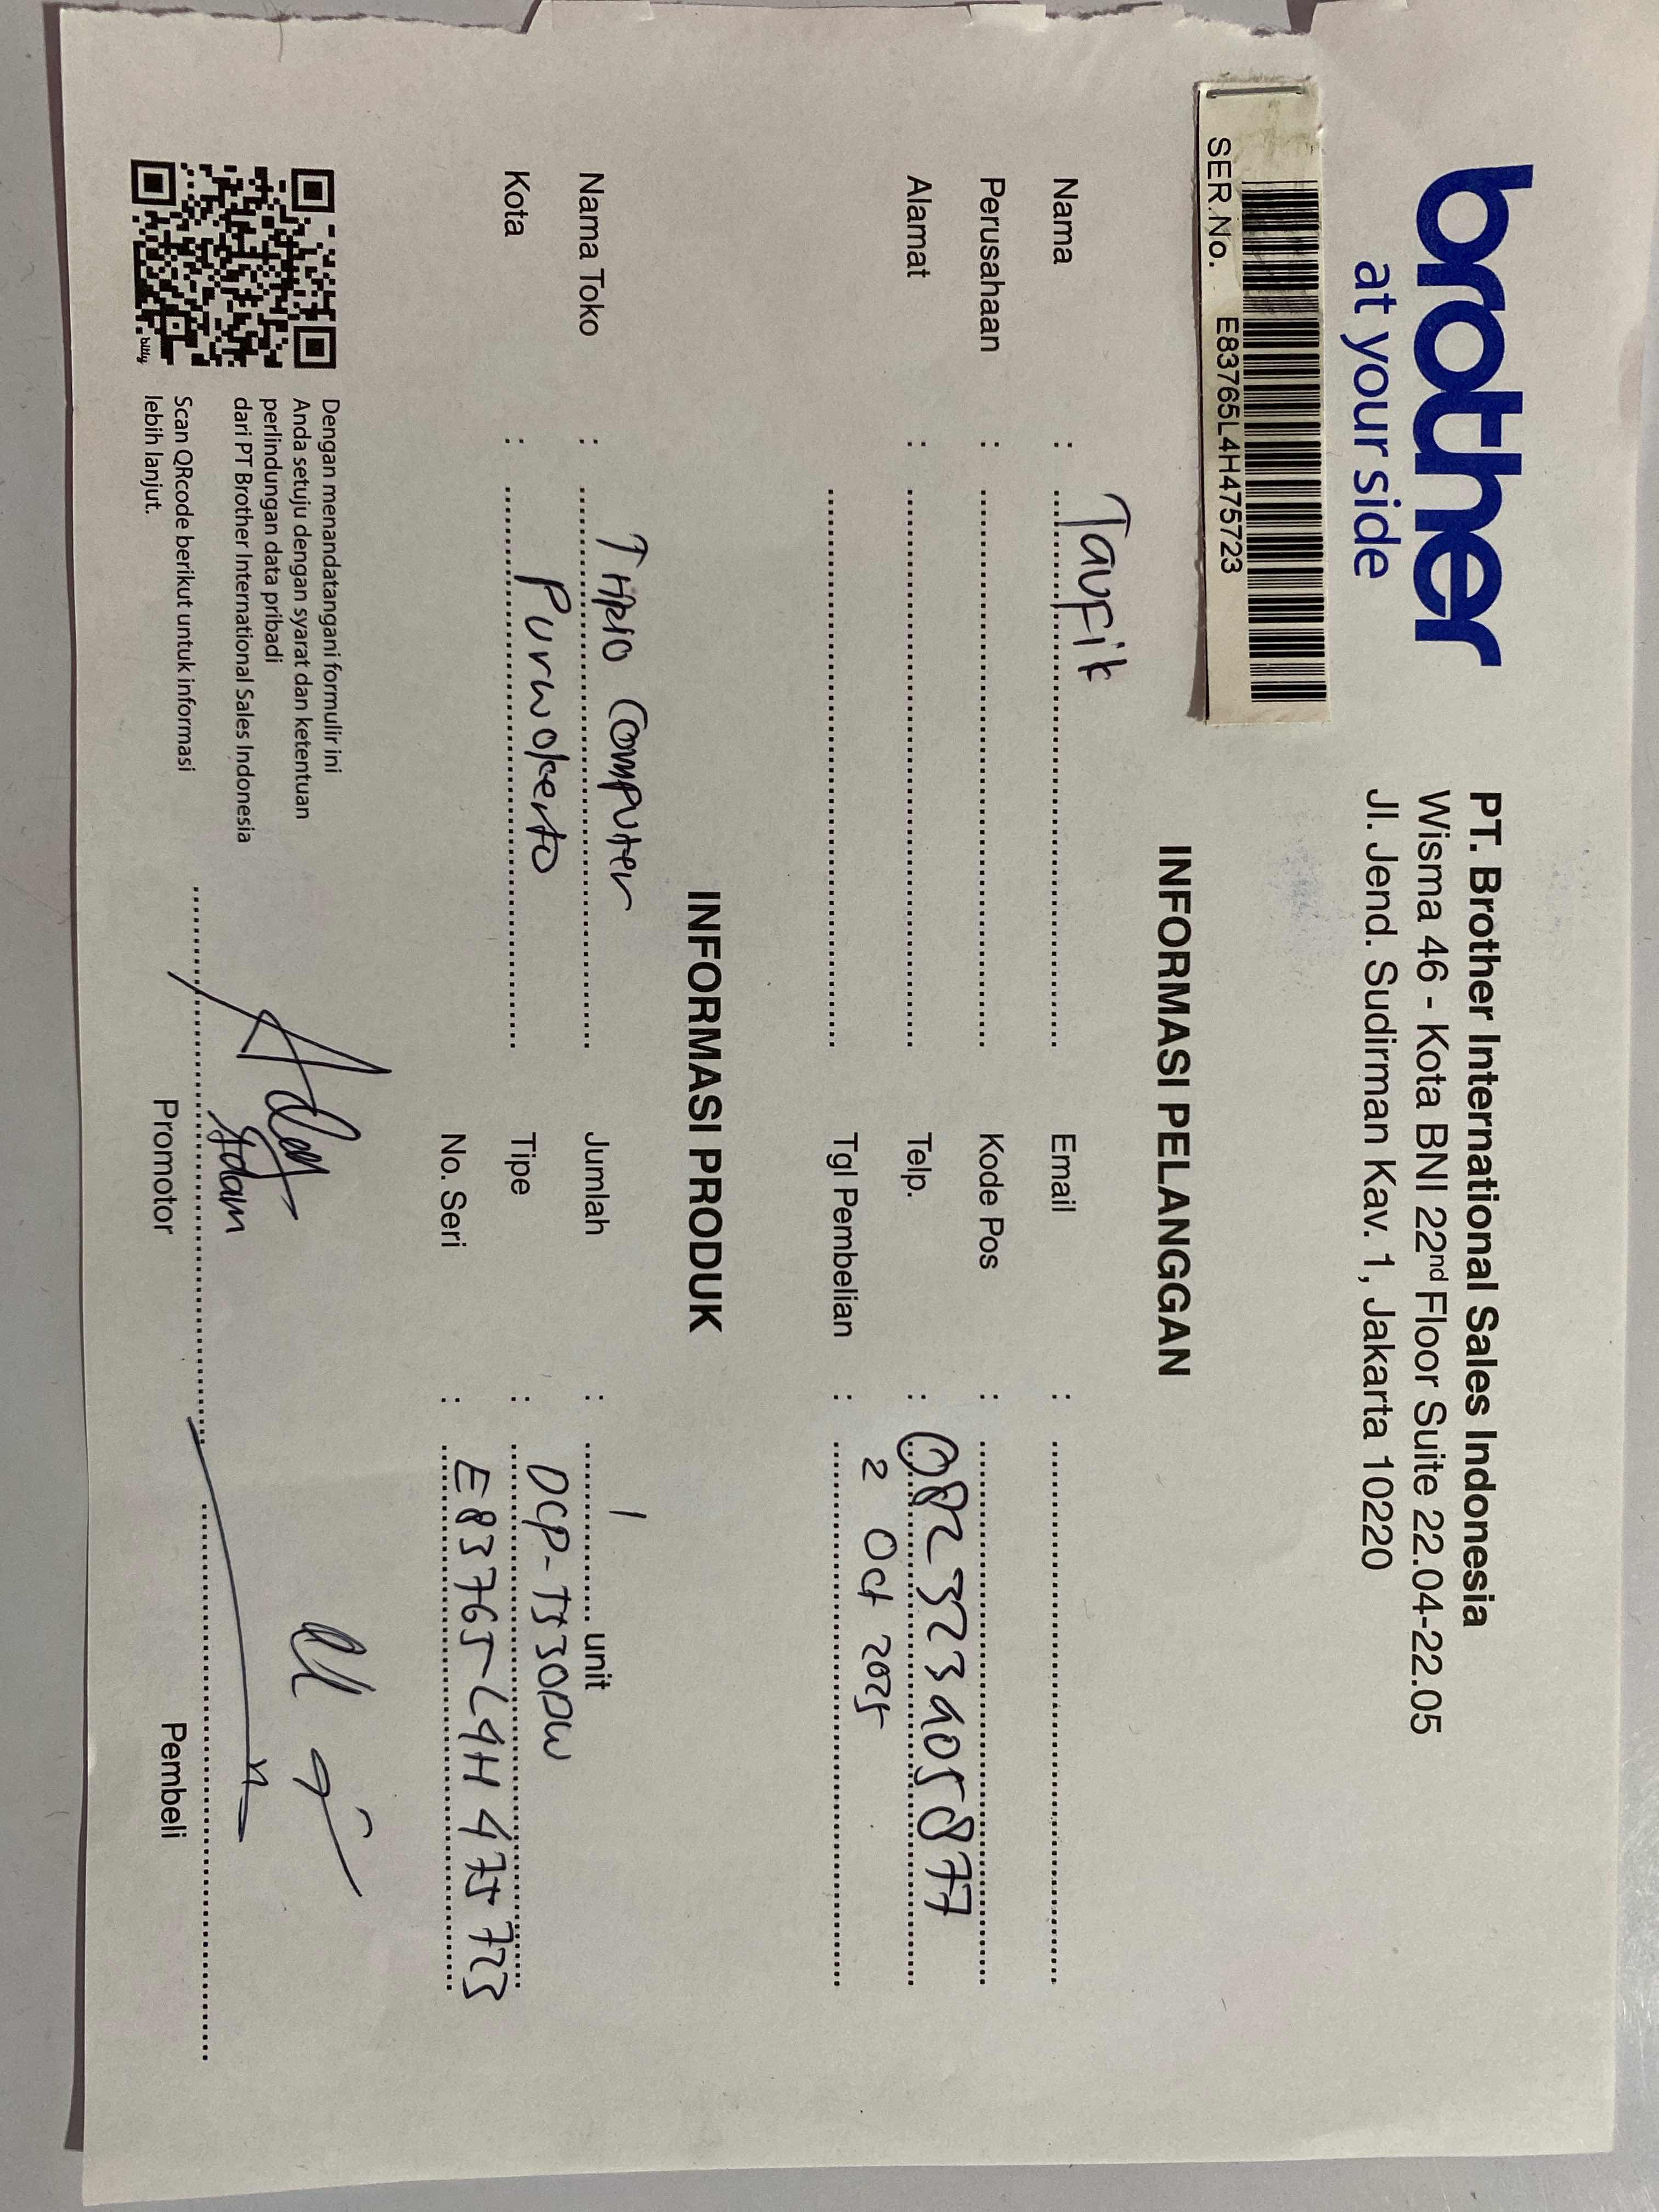 brother
at your side
PT. Brother International Sales Indonesia
Wisma 46 - Kota BNI 22nd Floor Suite 22.04-22.05
Jl. Jend. Sudirman Kav. 1, Jakarta 10220
SER.No. E83765L4H475723
INFORMASI PELANGGAN
Nama : Taufik
Email :
Perusahaan :
Kode Pos :
Alamat :
Telp. : 082323905877
Tgl Pembelian : 2 Oct 2025
INFORMASI PRODUK
Nama Toko : Trio Computer
Jumlah : 1 unit
Kota : Purwokerto
Tipe : DCP-T530DW
No. Seri : E83765L4H475723
Dengan menandatangani formulir ini
Anda setuju dengan syarat dan ketentuan
perlindungan data pribadi
dari PT Brother International Sales Indonesia
Scan QRcode berikut untuk informasi
lebih lanjut.
bitly
Adam
Promotor
Pembeli